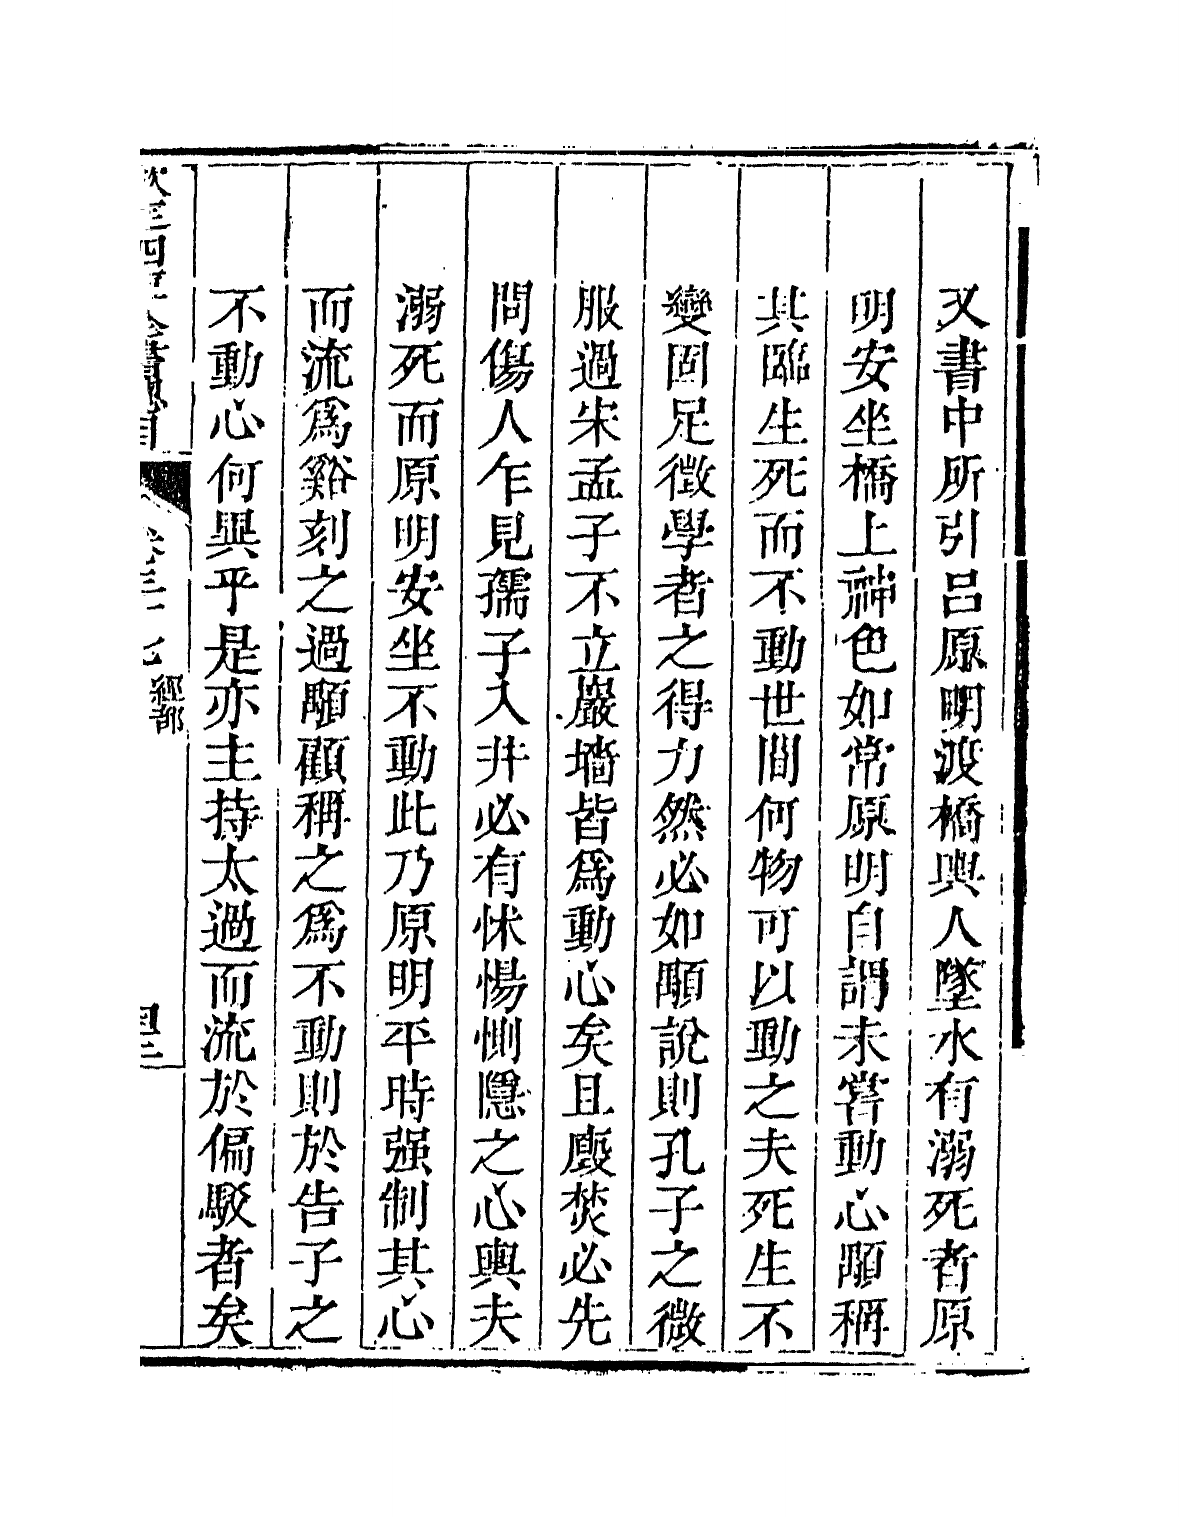 又書中所引吕原明渡橋與人墜水有溺死者原
明安坐橋上神色如常原明自謂未嘗動心顒稱
其臨生死而不動世間何物可以動之夫死生不
變固足徵學者之得力然必如顒說則孔子之微
服過宋孟子不立巖墻皆為動心矣且廄焚必先
問傷人乍見孺子入井必有怵惕惻隱之心與夫
溺死而原明安坐不動此乃原明平時强制其心
而流為谿刻之過顒顧稱之為不動則於告子之
不動心何異乎是亦主持太過而流於偏駁者矣
欽定四庫全書總目
卷三十七 經部
四三